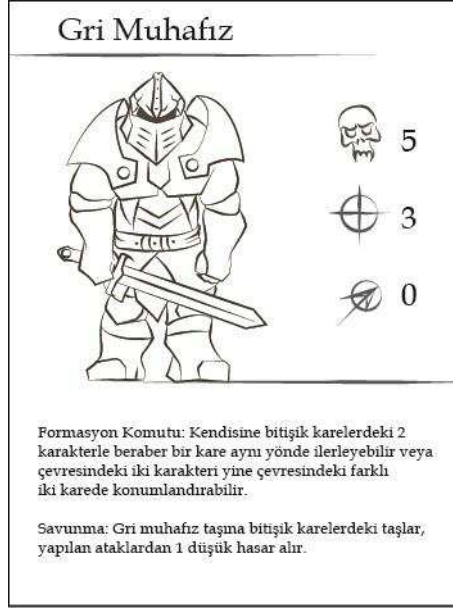 Gri Muhafız
5
3
0
Formasyon Komutu: Kendisine bitişik karelerdeki 2
karakterle beraber bir kare aynı yönde ilerleyebilir veya
çevresindeki iki karakteri yine çevresindeki farklı
iki karede konumlandırabilir.
Savunma: Gri muhafız taşına bitişik karelerdeki taşlar,
yapılan ataklardan 1 düşük hasar alır.